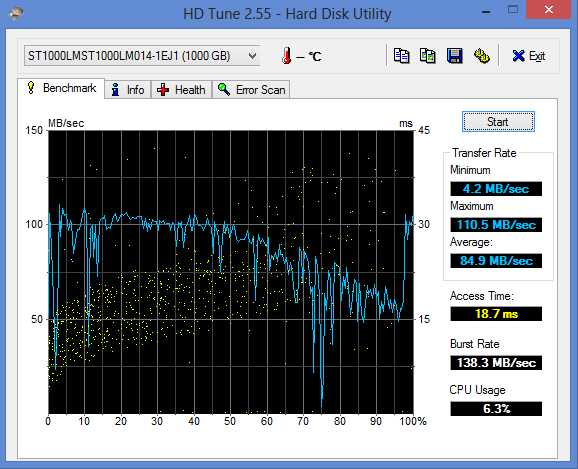 HD Tune 2.55 - Hard Disk Utility
ST1000LMST1000LM014-1EJ1 (1000 GB)
– °C
Exit
Benchmark
Info
Health
Error Scan
MB/sec
ms
150
45
100
30
50
15
0
10
20
30
40
50
60
70
80
90
100%
Start
Transfer Rate
Minimum
4.2 MB/sec
Maximum
110.5 MB/sec
Average:
84.9 MB/sec
Access Time:
18.7 ms
Burst Rate
138.3 MB/sec
CPU Usage
6.3%